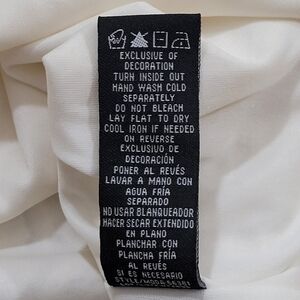 EXCLUSIVE OF
DECORATION
TURN INSIDE OUT
HAND WASH COLD
SEPARATELY
DO NOT BLEACH
LAY FLAT TO DRY
COOL IRON IF NEEDED
ON REVERSE
EXCLUSIVO DE
DECORACIÓN
PONER AL REVÉS
LAVAR A MANO CON
AGUA FRÍA
SEPARADO
NO USAR BLANQUEADOR
HACER SECAR EXTENDIDO
EN PLANO
PLANCHAR CON
PLANCHA FRÍA
AL REVÉS
SI ES NECESARIO